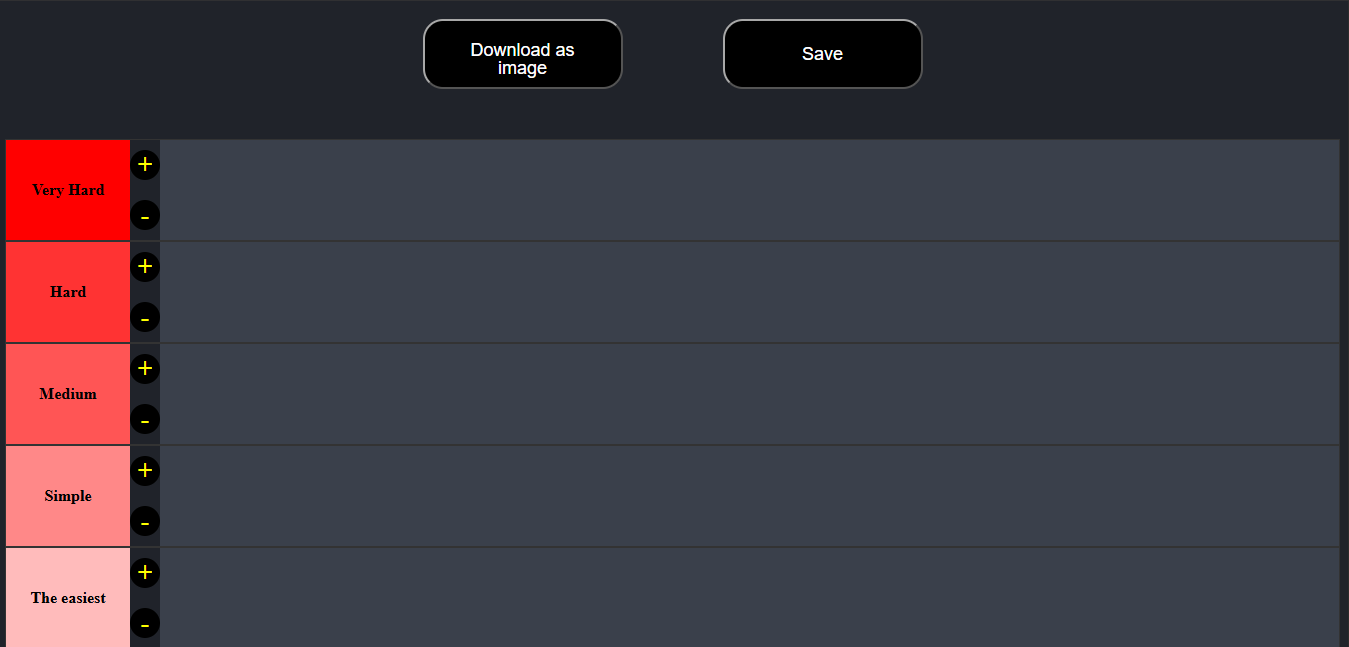 Download as
image
Save
Very Hard
+
-
Hard
+
-
Medium
+
-
Simple
+
-
The easiest
+
-